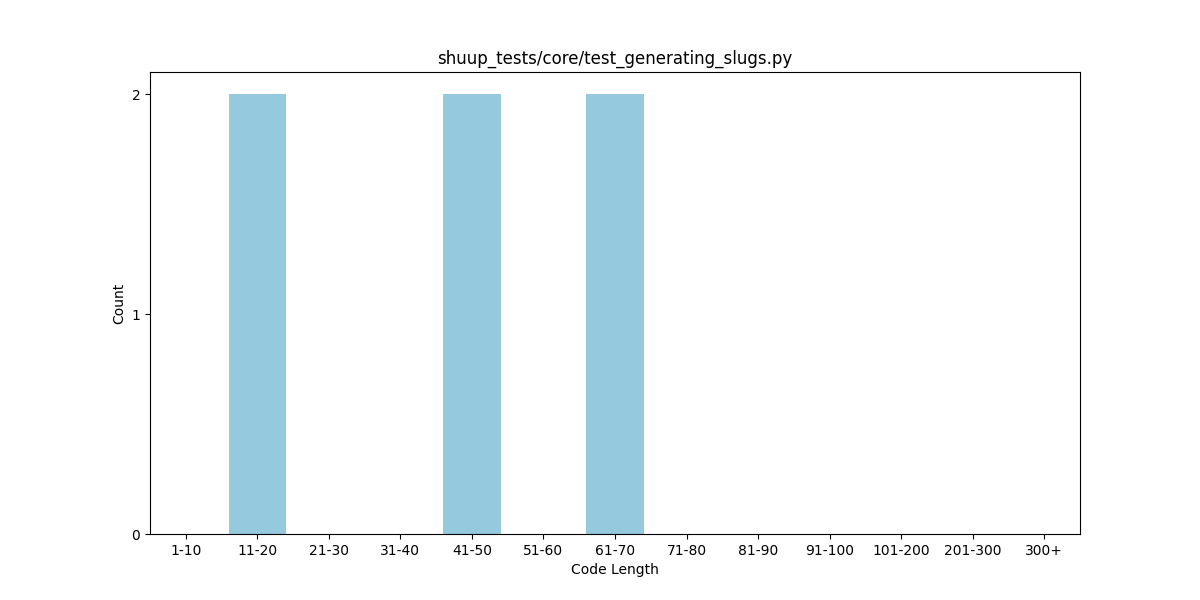 shuup_tests/core/test_generating_slugs.py
2
1
0
Count
1-10 11-20 21-30 31-40 41-50 51-60 61-70 71-80 81-90 91-100 101-200 201-300 300+
Code Length